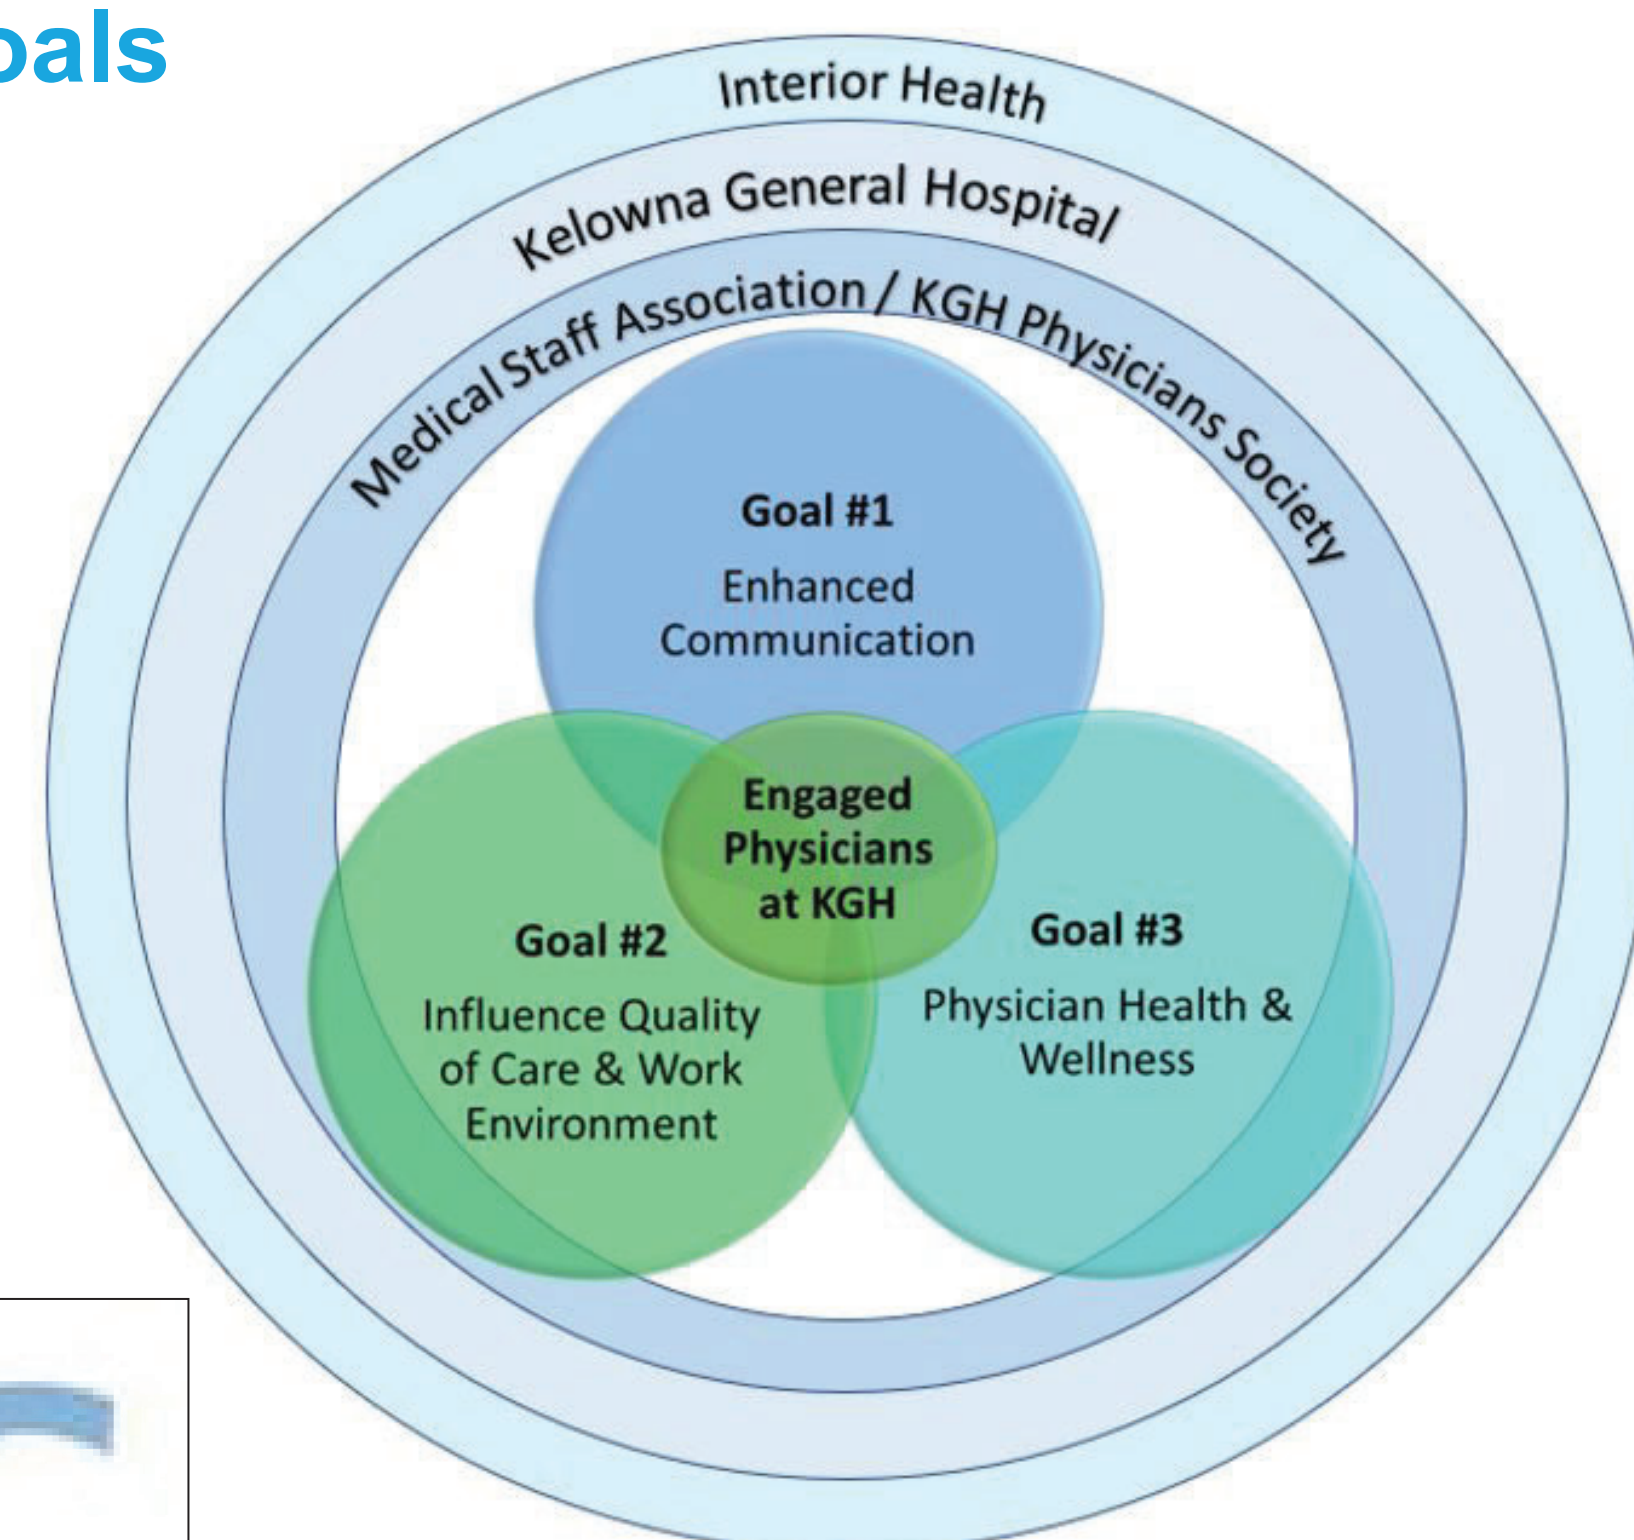 oals
Interior Health
Kelowna General Hospital
Medical Staff Association / KGH Physicians Society
Goal #1
Enhanced
Communication
Engaged
Physicians
at KGH
Goal #2
Influence Quality
of Care & Work
Environment
Goal #3
Physician Health &
Wellness